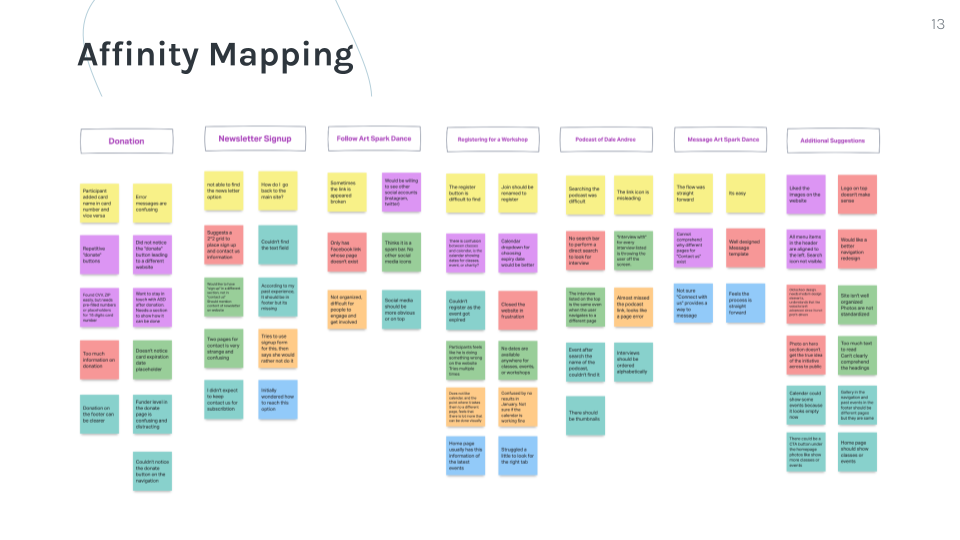 13
Affinity Mapping
Donation
Newsletter Signup
Follow Art Spark Dance
Registering for a Workshop
Podcast of Dale Andree
Message Art Spark Dance
Additional Suggestions
Participant
added card
name in card
number and
vice versa
Error
messages are
confusing
Repetitive
"donate"
buttons
Did not notice
the "donate"
button leading
to a different
website
Found
card number
Want to stay in
touch with ASD
after donation.
Needs a section
to show how it
can be done
Too much
information on
donation
Doesn't notice
card expiration
date
placeholder
Donation on
the footer can
be clearer
Funder level in
the donate
page is
confusing and
distracting
Couldn't notice
the donate
button on the
navigation
not able to find
the news letter
option
How do I go
back to the
main site?
Suggests a
2*2 grid to
place sign up
and contact us
information
Couldn't find
the text field
According to my
past experience,
it should be in
footer but its
missing
Two pages for
contact is very
strange and
confusing
Tries to use
signup form
for this, then
says she would
rather not do it
I didn't expect
to keep
contact us for
subscription
Initially
wondered how
to reach this
option
Sometimes
the link is
appeared
broken
Would be willing
to see other
social accounts
(Instagram,
twitter)
Only has
Facebook link
whose page
doesn't exist
Thinks it is a
spam bar. No
other social
media icons
Not organized,
difficult for
people to
engage and
get involved
Social media
should be
more obvious
or on top
The register
button is
difficult to find
Join should be
renamed to
register
There is confusion
between classes
Calendar
dropdown for
choosing
expiry date
would be better
Couldn't
register as the
event got
expired
Closed the
website in
frustration
Participants feels
like he is doing
something wrong
on the website
Tries multiple
times
No dates are
available
anywhere for
classes, events,
or workshops
Confused by no
results in
January. Not
sure if the
calendar is
working fine
Home page
usually has this
information of
the latest
events
Struggled a
little to look for
the right tab
Searching the
podcast was
difficult
The link icon is
misleading
No search bar
to perform a
direct search
to look for
interview
"Interview with"
for every
interview listed
is throwing the
user off the
screen
The interview
listed on the top
is the same even
when the user
navigates to a
different page
Almost missed
the podcast
link, looks like
a page error
Event after
search the
name of the
podcast,
couldn't find it
Interviews
should be
ordered
alphabetically
There should
be thumbnails
The flow was
straight
forward
Its easy
Cannot
comprehend
why different
pages for
"Contact us"
exist
Well designed
Message
template
Not sure
"Connect with
us" provides a
way to
message
Feels the
process is
straight
forward
Liked the
images on the
website
Logo on top
doesn't make
sense
All menu items
in the header
are aligned to
the left. Search
icon not visible
Would like a
better
navigation
redesign
She isn't well
organized
Photos are not
standardized
Photo on hero
section doesn't
get the true idea
of the initiative
sense to public
Too much text
to read
Can't clearly
comprehend
the headings
Calendar could
show some
events because
it looks empty
now
Gallery in the
navigation and
past events in the
footer should be
different pages
but they are same
There could be a
CTA button under
the homepage
photos like show
more classes or
events
Home page
should show
classes or
events